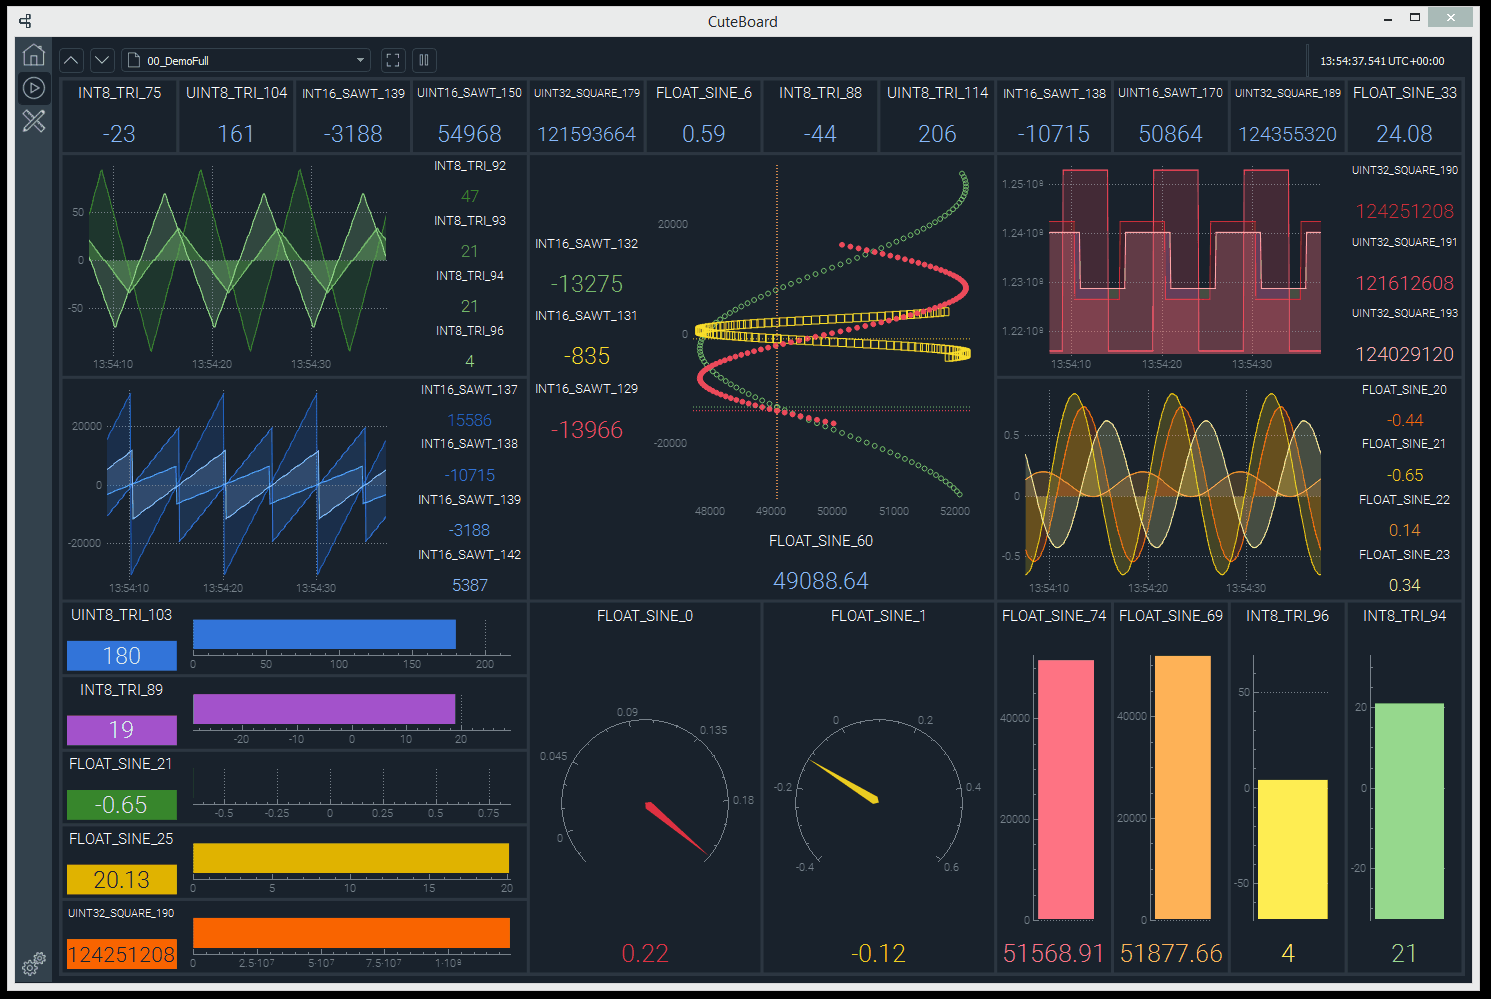 CuteBoard
00_DemoFull
13:54:37.541 UTC+00:00
INT8_TRI_75
-23
UINT8_TRI_104
161
INT16_SAWT_139
-3188
UINT16_SAWT_150
54968
UINT32_SQUARE_179
121593664
FLOAT_SINE_6
0.59
INT8_TRI_88
-44
UINT8_TRI_114
206
INT16_SAWT_138
-10715
UINT16_SAWT_170
50864
UINT32_SQUARE_189
124355320
FLOAT_SINE_33
24.08
50
0
-50
13:54:10 13:54:20 13:54:30
INT8_TRI_92
47
INT8_TRI_93
21
INT8_TRI_94
21
INT8_TRI_96
4
INT16_SAWT_132
-13275
INT16_SAWT_131
-835
INT16_SAWT_129
-13966
20000
0
-20000
48000 49000 50000 51000 52000
FLOAT_SINE_60
49088.64
1.25·10⁹
1.24·10⁹
1.23·10⁹
1.22·10⁹
13:54:10 13:54:20 13:54:30
UINT32_SQUARE_190
124251208
UINT32_SQUARE_191
121612608
UINT32_SQUARE_193
124029120
20000
0
-20000
13:54:10 13:54:20 13:54:30
INT16_SAWT_137
15586
INT16_SAWT_138
-10715
INT16_SAWT_139
-3188
INT16_SAWT_142
5387
0.5
0
-0.5
13:54:10 13:54:20 13:54:30
FLOAT_SINE_20
-0.44
FLOAT_SINE_21
-0.65
FLOAT_SINE_22
0.14
FLOAT_SINE_23
0.34
UINT8_TRI_103
180
0 50 100 150 200
INT8_TRI_89
19
-20 -10 0 10 20
FLOAT_SINE_21
-0.65
-0.5 -0.25 0 0.25 0.5 0.75
FLOAT_SINE_25
20.13
0 5 10 15 20
UINT32_SQUARE_190
124251208
0 2.5·10⁷ 5·10⁷ 7.5·10⁷ 1·10⁸
FLOAT_SINE_0
0 0.045 0.09 0.135 0.18
0.22
FLOAT_SINE_1
-0.4 -0.2 0 0.2 0.4 0.6
-0.12
FLOAT_SINE_74
40000
20000
0
51568.91
FLOAT_SINE_69
40000
20000
0
51877.66
INT8_TRI_96
50
0
-50
4
INT8_TRI_94
20
0
-20
21